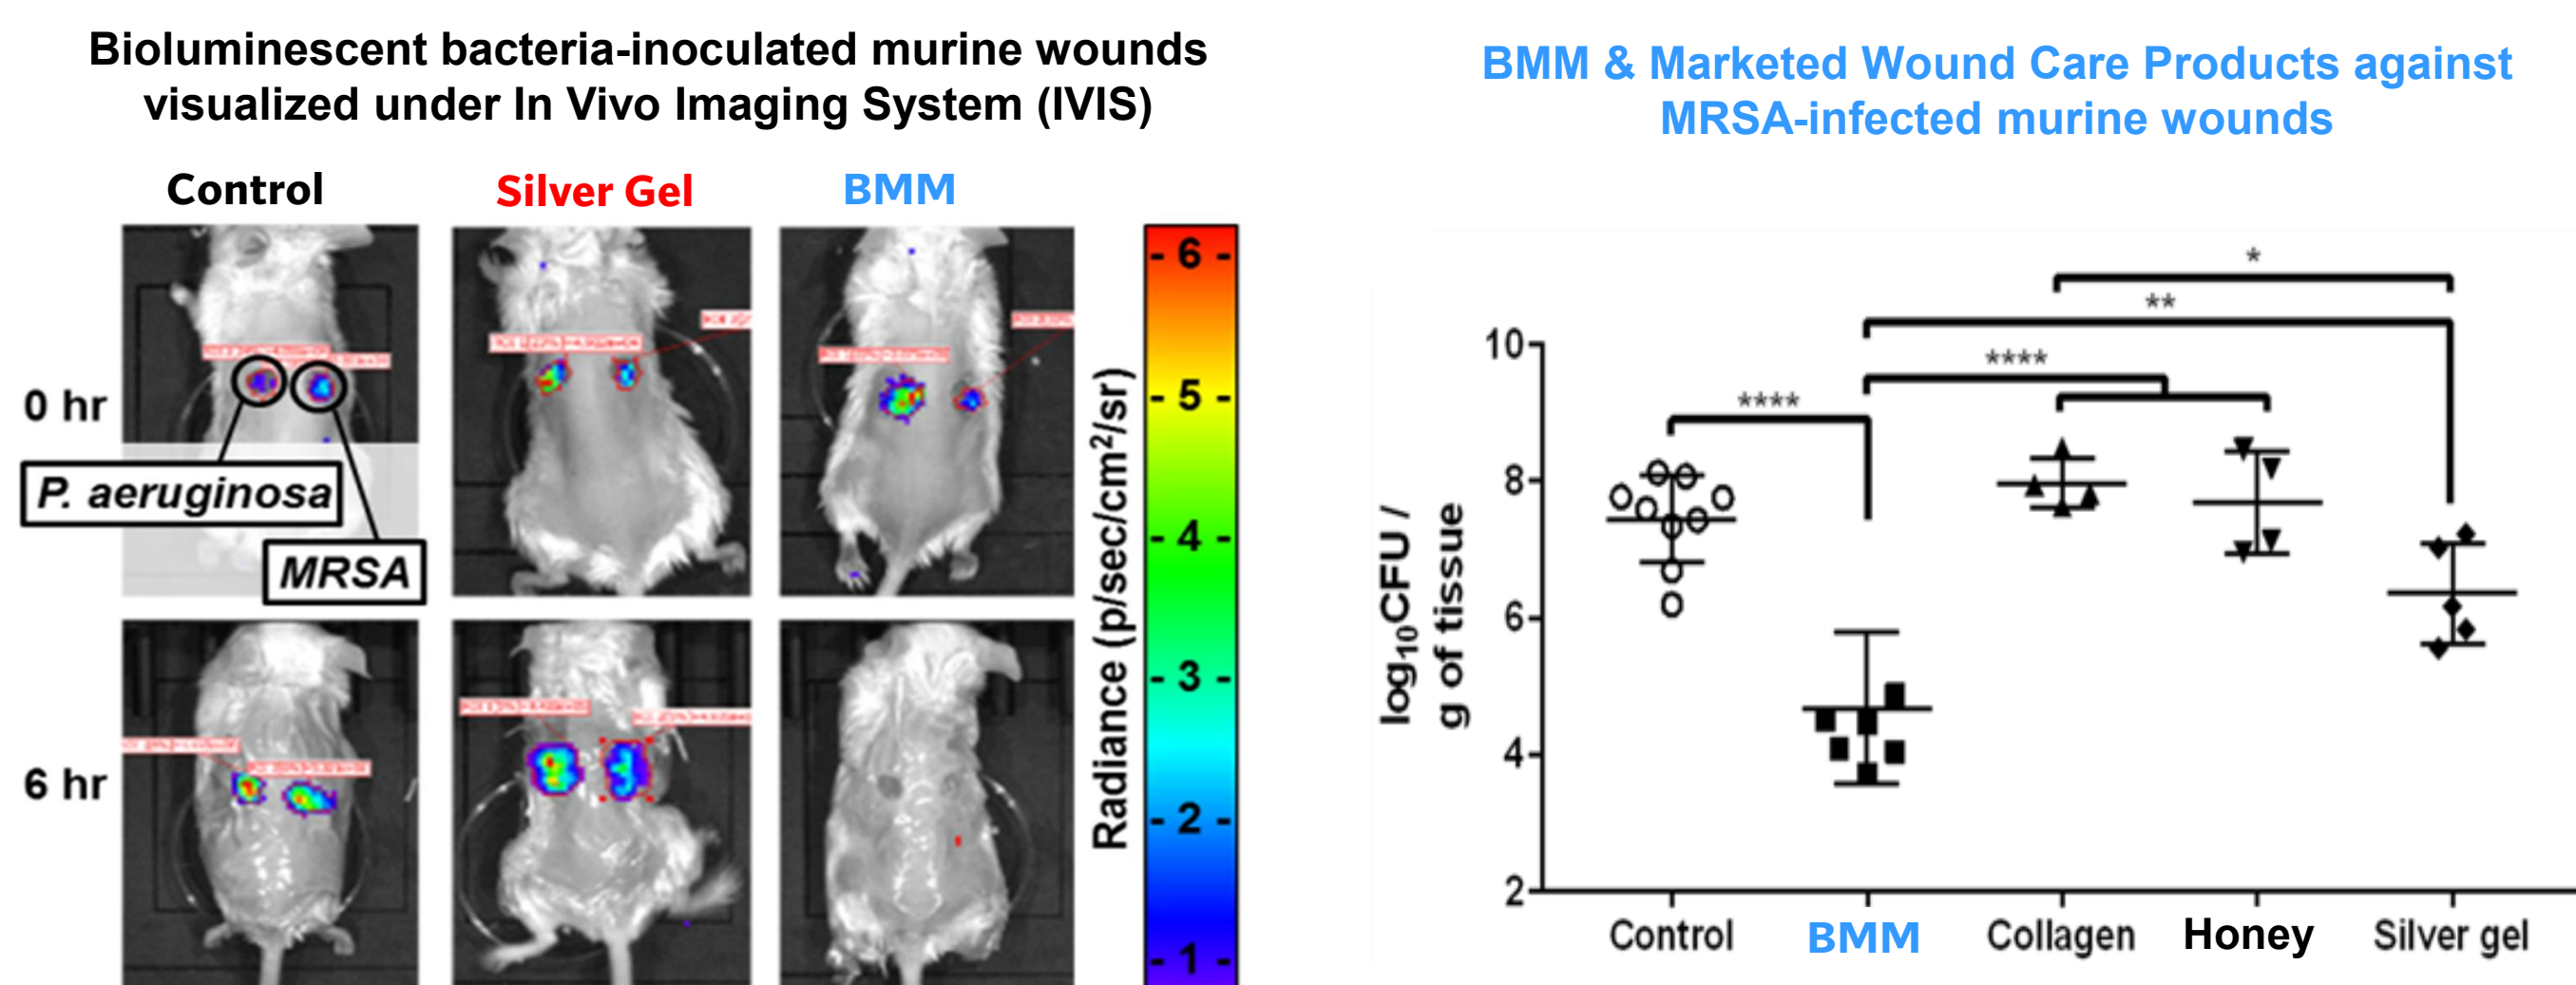 Bioluminescent bacteria-inoculated murine wounds
visualized under In Vivo Imaging System (IVIS)
Control
Silver Gel
BMM
0 hr
P. aeruginosa
MRSA
6 hr
Radiance (p/sec/cm²/sr)
- 6 -
- 5 -
- 4 -
- 3 -
- 2 -
- 1 -
BMM & Marketed Wound Care Products against
MRSA-infected murine wounds
*
**
****
****
log₁₀CFU /
g of tissue
10
8
6
4
2
Control
BMM
Collagen
Honey
Silver gel